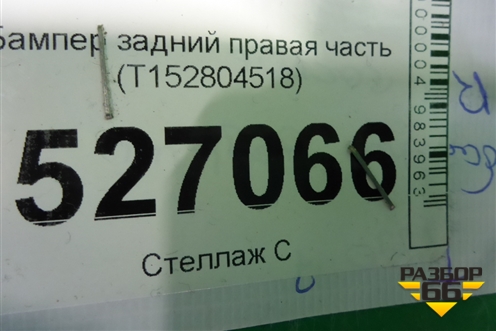 Бампер задний правая часть
(T152804518)
527066
Стеллаж С
000004983963
РАЗБОР
66